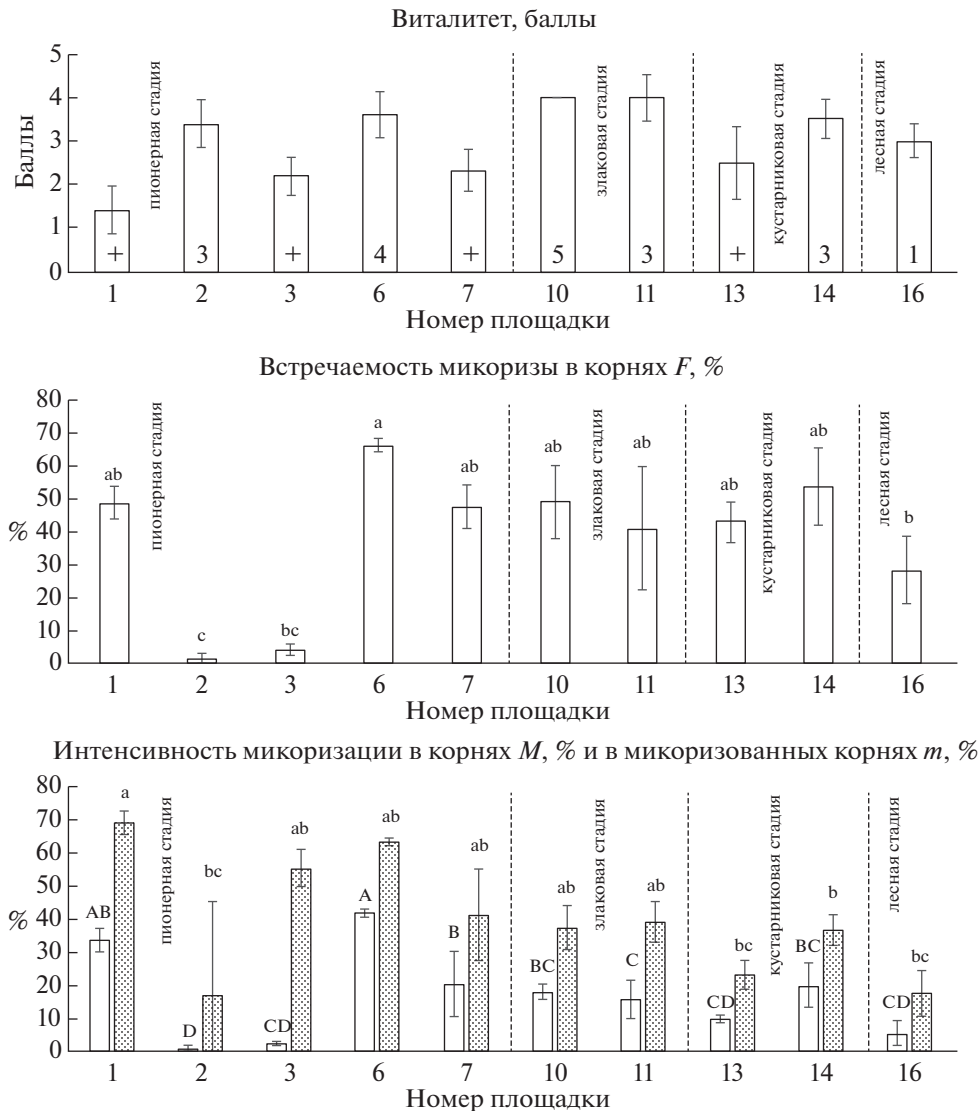 Виталитет, баллы
Баллы
5
4
3
2
1
0
пионерная стадия
злаковая стадия
кустарниковая стадия
лесная стадия
+ 3 + 4 + 5 3 + 3 1
1 2 3 6 7 10 11 13 14 16
Номер площадки
Встречаемость микоризы в корнях F, %
%
80
70
60
50
40
30
20
10
0
пионерная стадия
злаковая стадия
кустарниковая стадия
лесная стадия
ab c bc a ab ab ab ab ab b
1 2 3 6 7 10 11 13 14 16
Номер площадки
Интенсивность микоризации в корнях M, % и в микоризованных корнях m, %
%
80
70
60
50
40
30
20
10
0
пионерная стадия
злаковая стадия
кустарниковая стадия
лесная стадия
AB a D bc CD ab A ab B ab BC ab C ab CD bc BC b CD bc
1 2 3 6 7 10 11 13 14 16
Номер площадки